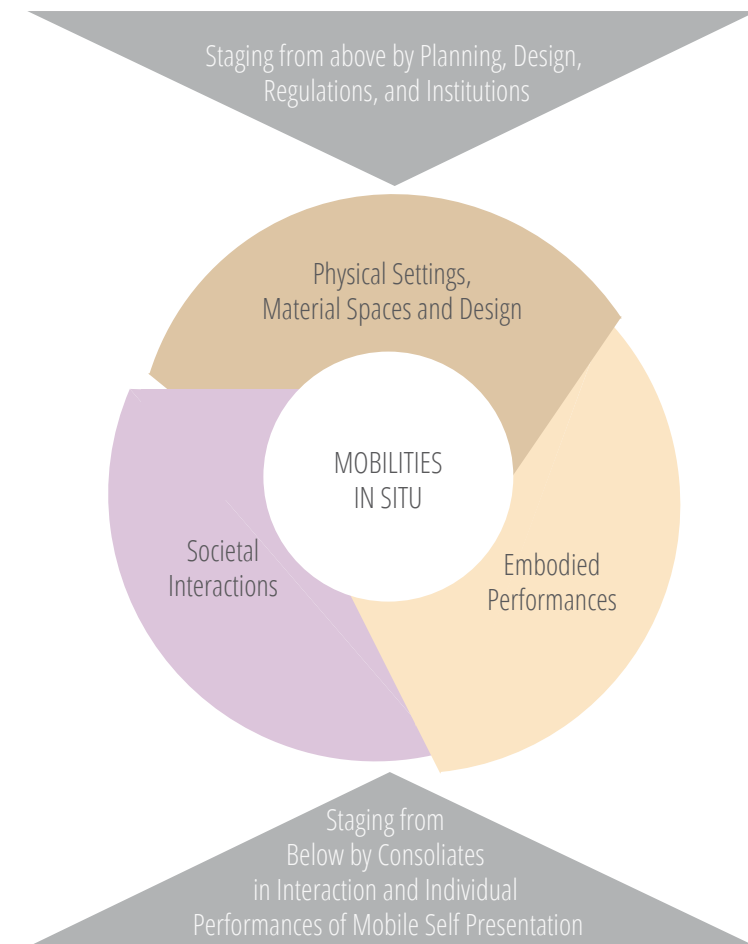 Staging from above by Planning, Design,
Regulations, and Institutions
Physical Settings,
Material Spaces and Design
MOBILITIES
IN SITU
Societal
Interactions
Embodied
Performances
Staging from
Below by Consoliates
in Interaction and Individual
Performances of Mobile Self Presentation